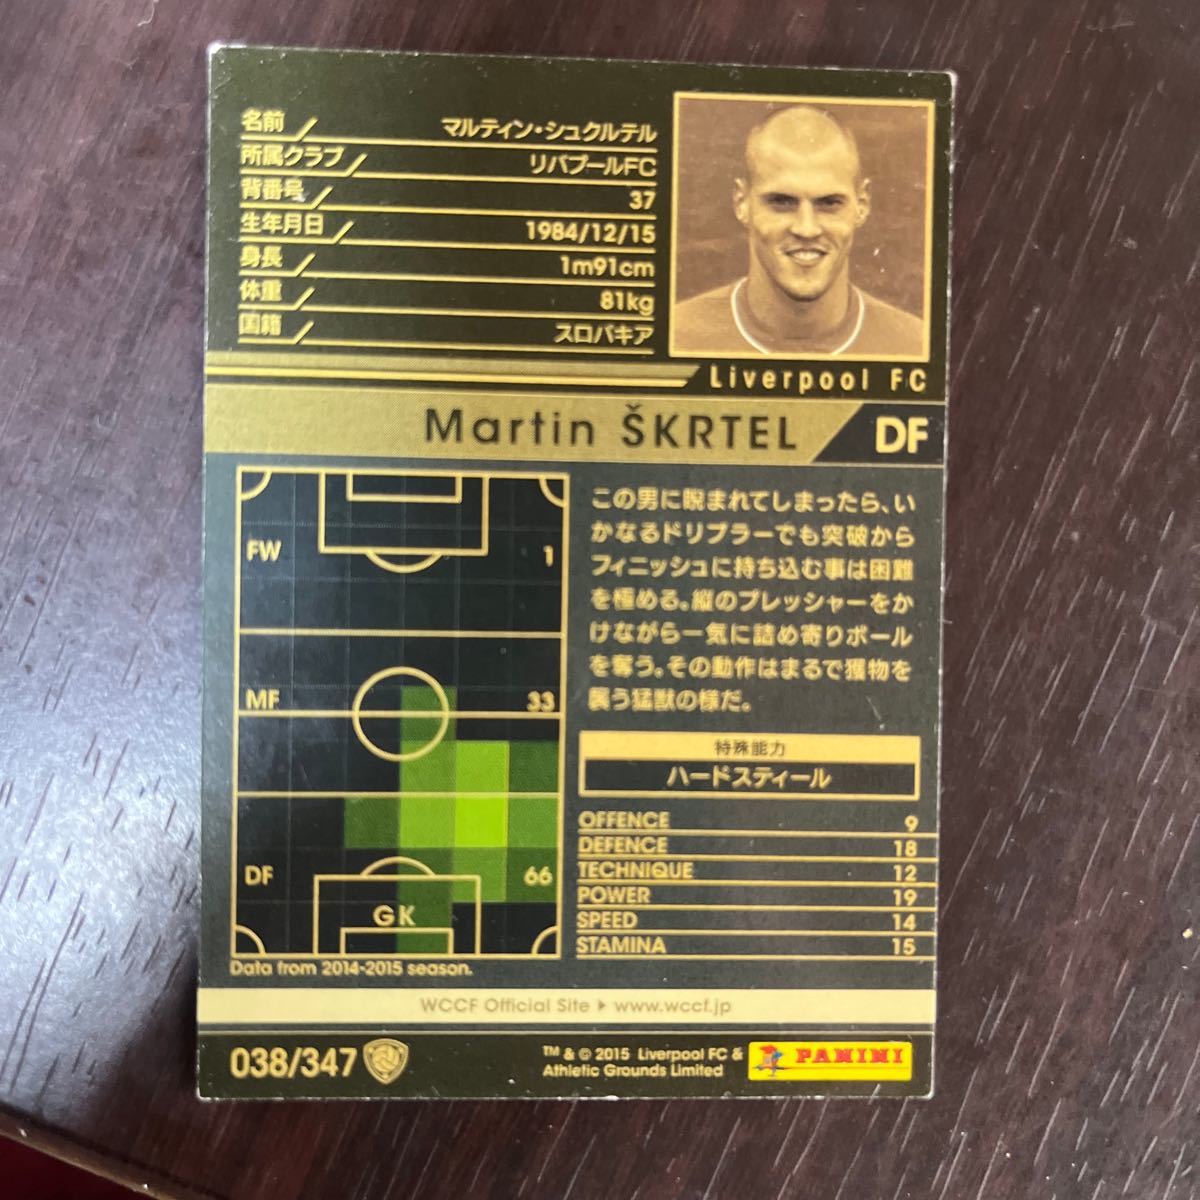 名前 マルティン・シュクルテル
所属クラブ リバプールFC
背番号 37
生年月日 1984/12/15
身長 1m91cm
体重 81kg
国籍 スロバキア
Liverpool FC
Martin ŠKRTEL DF
FW 1
MF 33
DF 66
GK
Data from 2014-2015 season.
この男に睨まれてしまったら、い
かなるドリブラーでも突破から
フィニッシュに持ち込む事は困難
を極める。縦のプレッシャーをか
けながら一気に詰め寄りボール
を奪う。その動作はまるで獲物を
襲う猛獣の様だ。
特殊能力
ハードスティール
OFFENCE 9
DEFENCE 18
TECHNIQUE 12
POWER 19
SPEED 14
STAMINA 15
WCCF Official Site ▶ www.wccf.jp
038/347
TM & © 2015 Liverpool FC &
Athletic Grounds Limited
PANINI